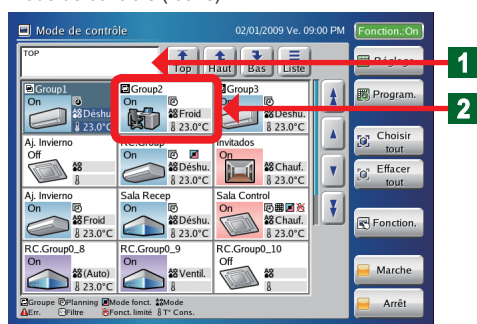 Mode de contrôle
02/01/2009 Ve. 09:00 PM
Fonction.:On
TOP
Top
Haut
Bas
Liste
1
Group1
On
Déshu.
23.0°C
Group2
On
Froid
23.0°C
Group3
On
Déshu.
23.0°C
Program.
2
Aj. Invierno
Off
RC.Group
On
Déshu.
23.0°C
Invitados
On
Chauf.
23.0°C
Choisir
tout
Effacer
tout
Aj. Invierno
On
Froid
23.0°C
Sala Recep
On
Déshu.
23.0°C
Sala Control
On
Chauf.
23.0°C
Fonction.
RC.Group0_8
On
(Auto)
23.0°C
RC.Group0_9
On
Ventil.
RC.Group0_10
Off
Marche
Groupe Planning Mode fonct. Mode
Err. Filtre Fonct. limité T° Cons.
Arrêt